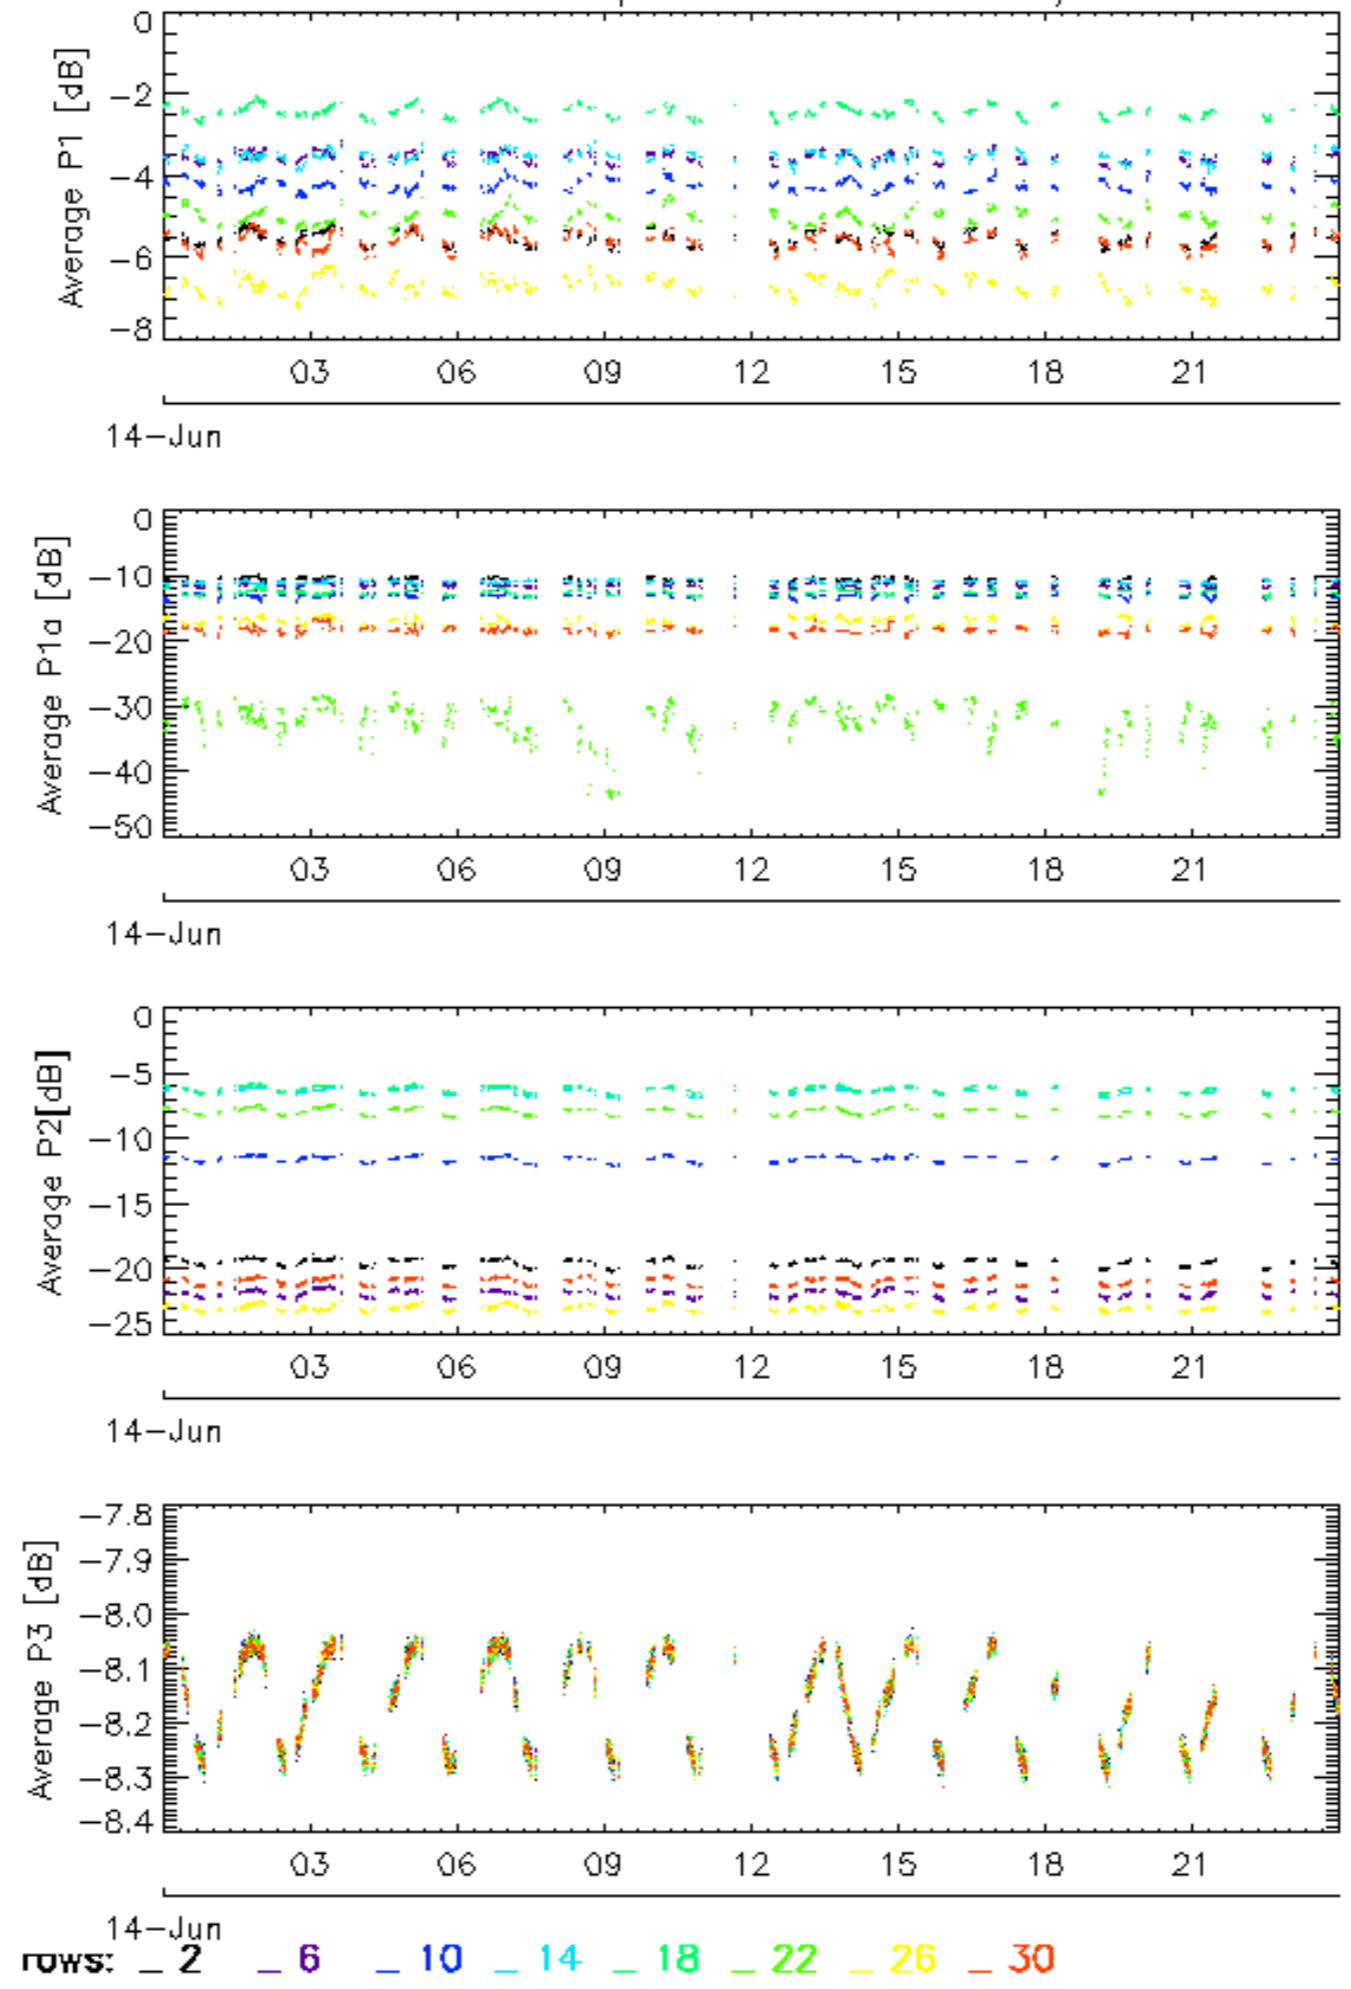 0
−2
−4
−6
−8
Average P1 [dB]
03 06 09 12 15 18 21
14−Jun
0
−10
−20
−30
−40
−50
Average P1a [dB]
03 06 09 12 15 18 21
14−Jun
0
−5
−10
−15
−20
−25
Average P2[dB]
03 06 09 12 15 18 21
14−Jun
−7.8
−7.9
−8.0
−8.1
−8.2
−8.3
−8.4
Average P3 [dB]
03 06 09 12 15 18 21
14−Jun
rows: _ 2 _ 6 _ 10 _ 14 _ 18 _ 22 _ 26 _ 30